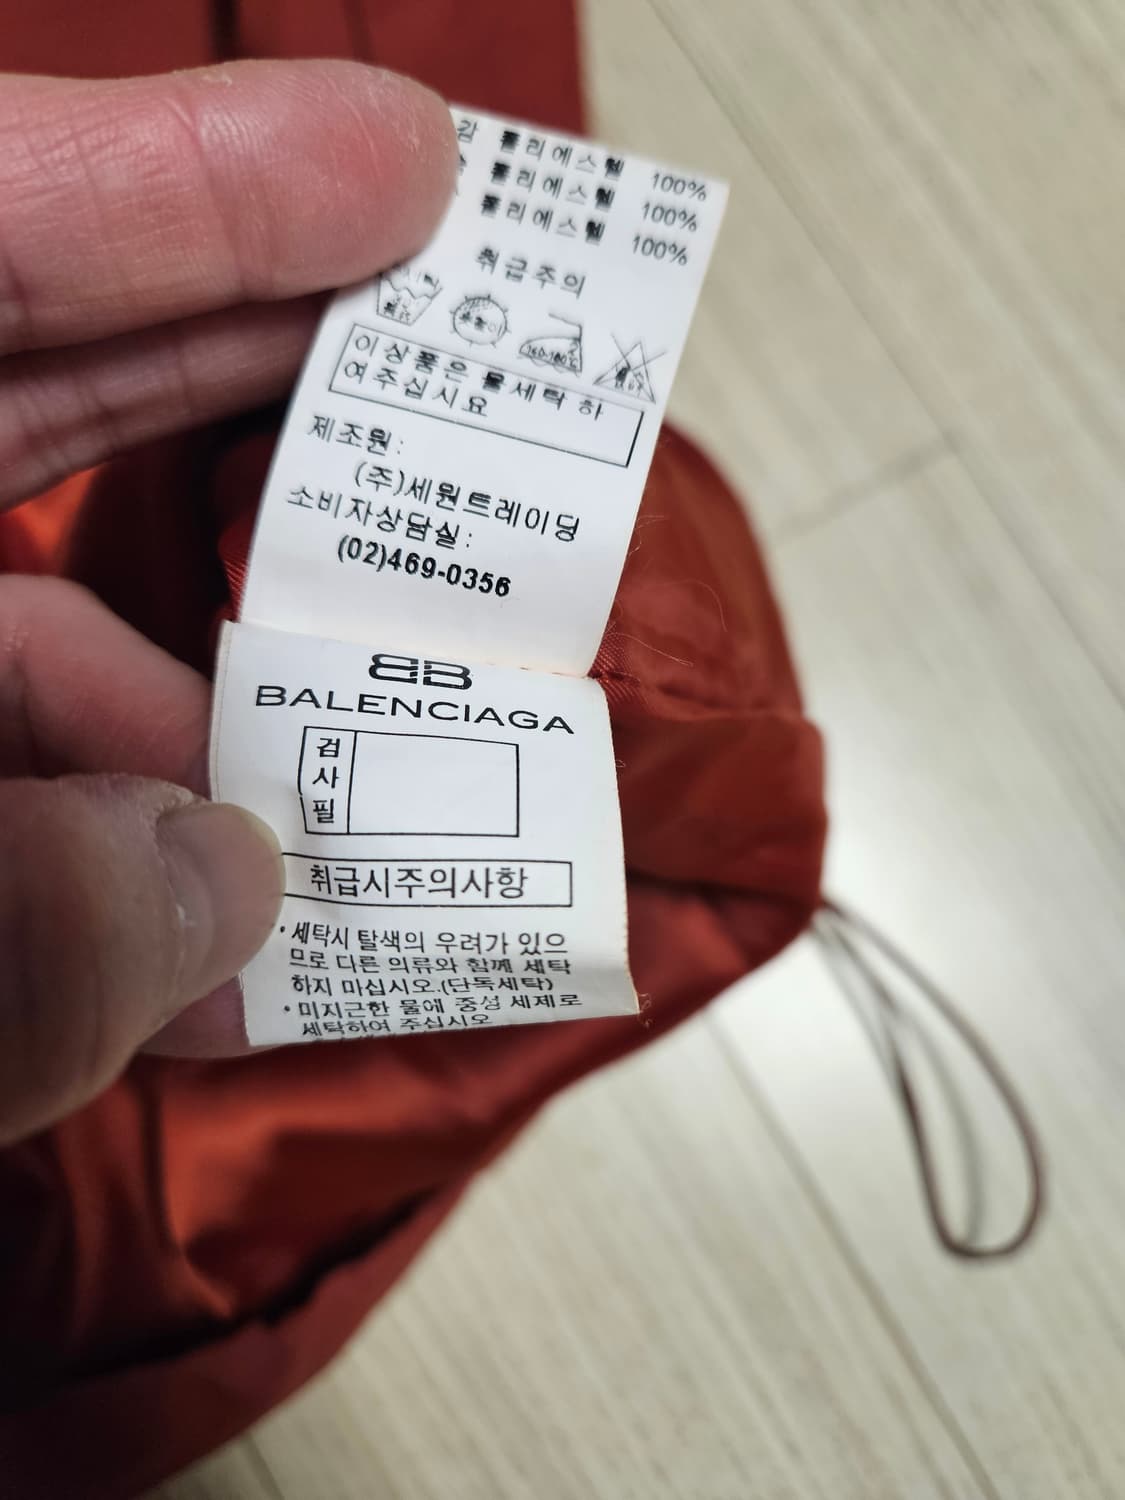 감 폴리에스텔 100%
폴리에스텔 100%
폴리에스텔 100%
취급주의
이 상품은 물세탁 하
여주십시요
제조원:
(주)세원트레이딩
소비자상담실:
(02)469-0356
BB
BALENCIAGA
검사필
취급시주의사항
• 세탁시 탈색의 우려가 있으
므로 다른 의류와 함께 세탁
하지 마십시오.(단독세탁)
• 미지근한 물에 중성 세제로
세탁하여 주십시오